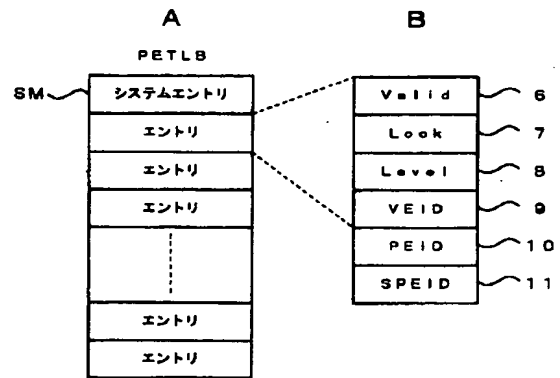 A
B
PETLB
SM
システムエントリ
エントリ
エントリ
エントリ
エントリ
エントリ
Valid 6
Lock 7
Level 8
VEID 9
PEID 10
SPEID 11